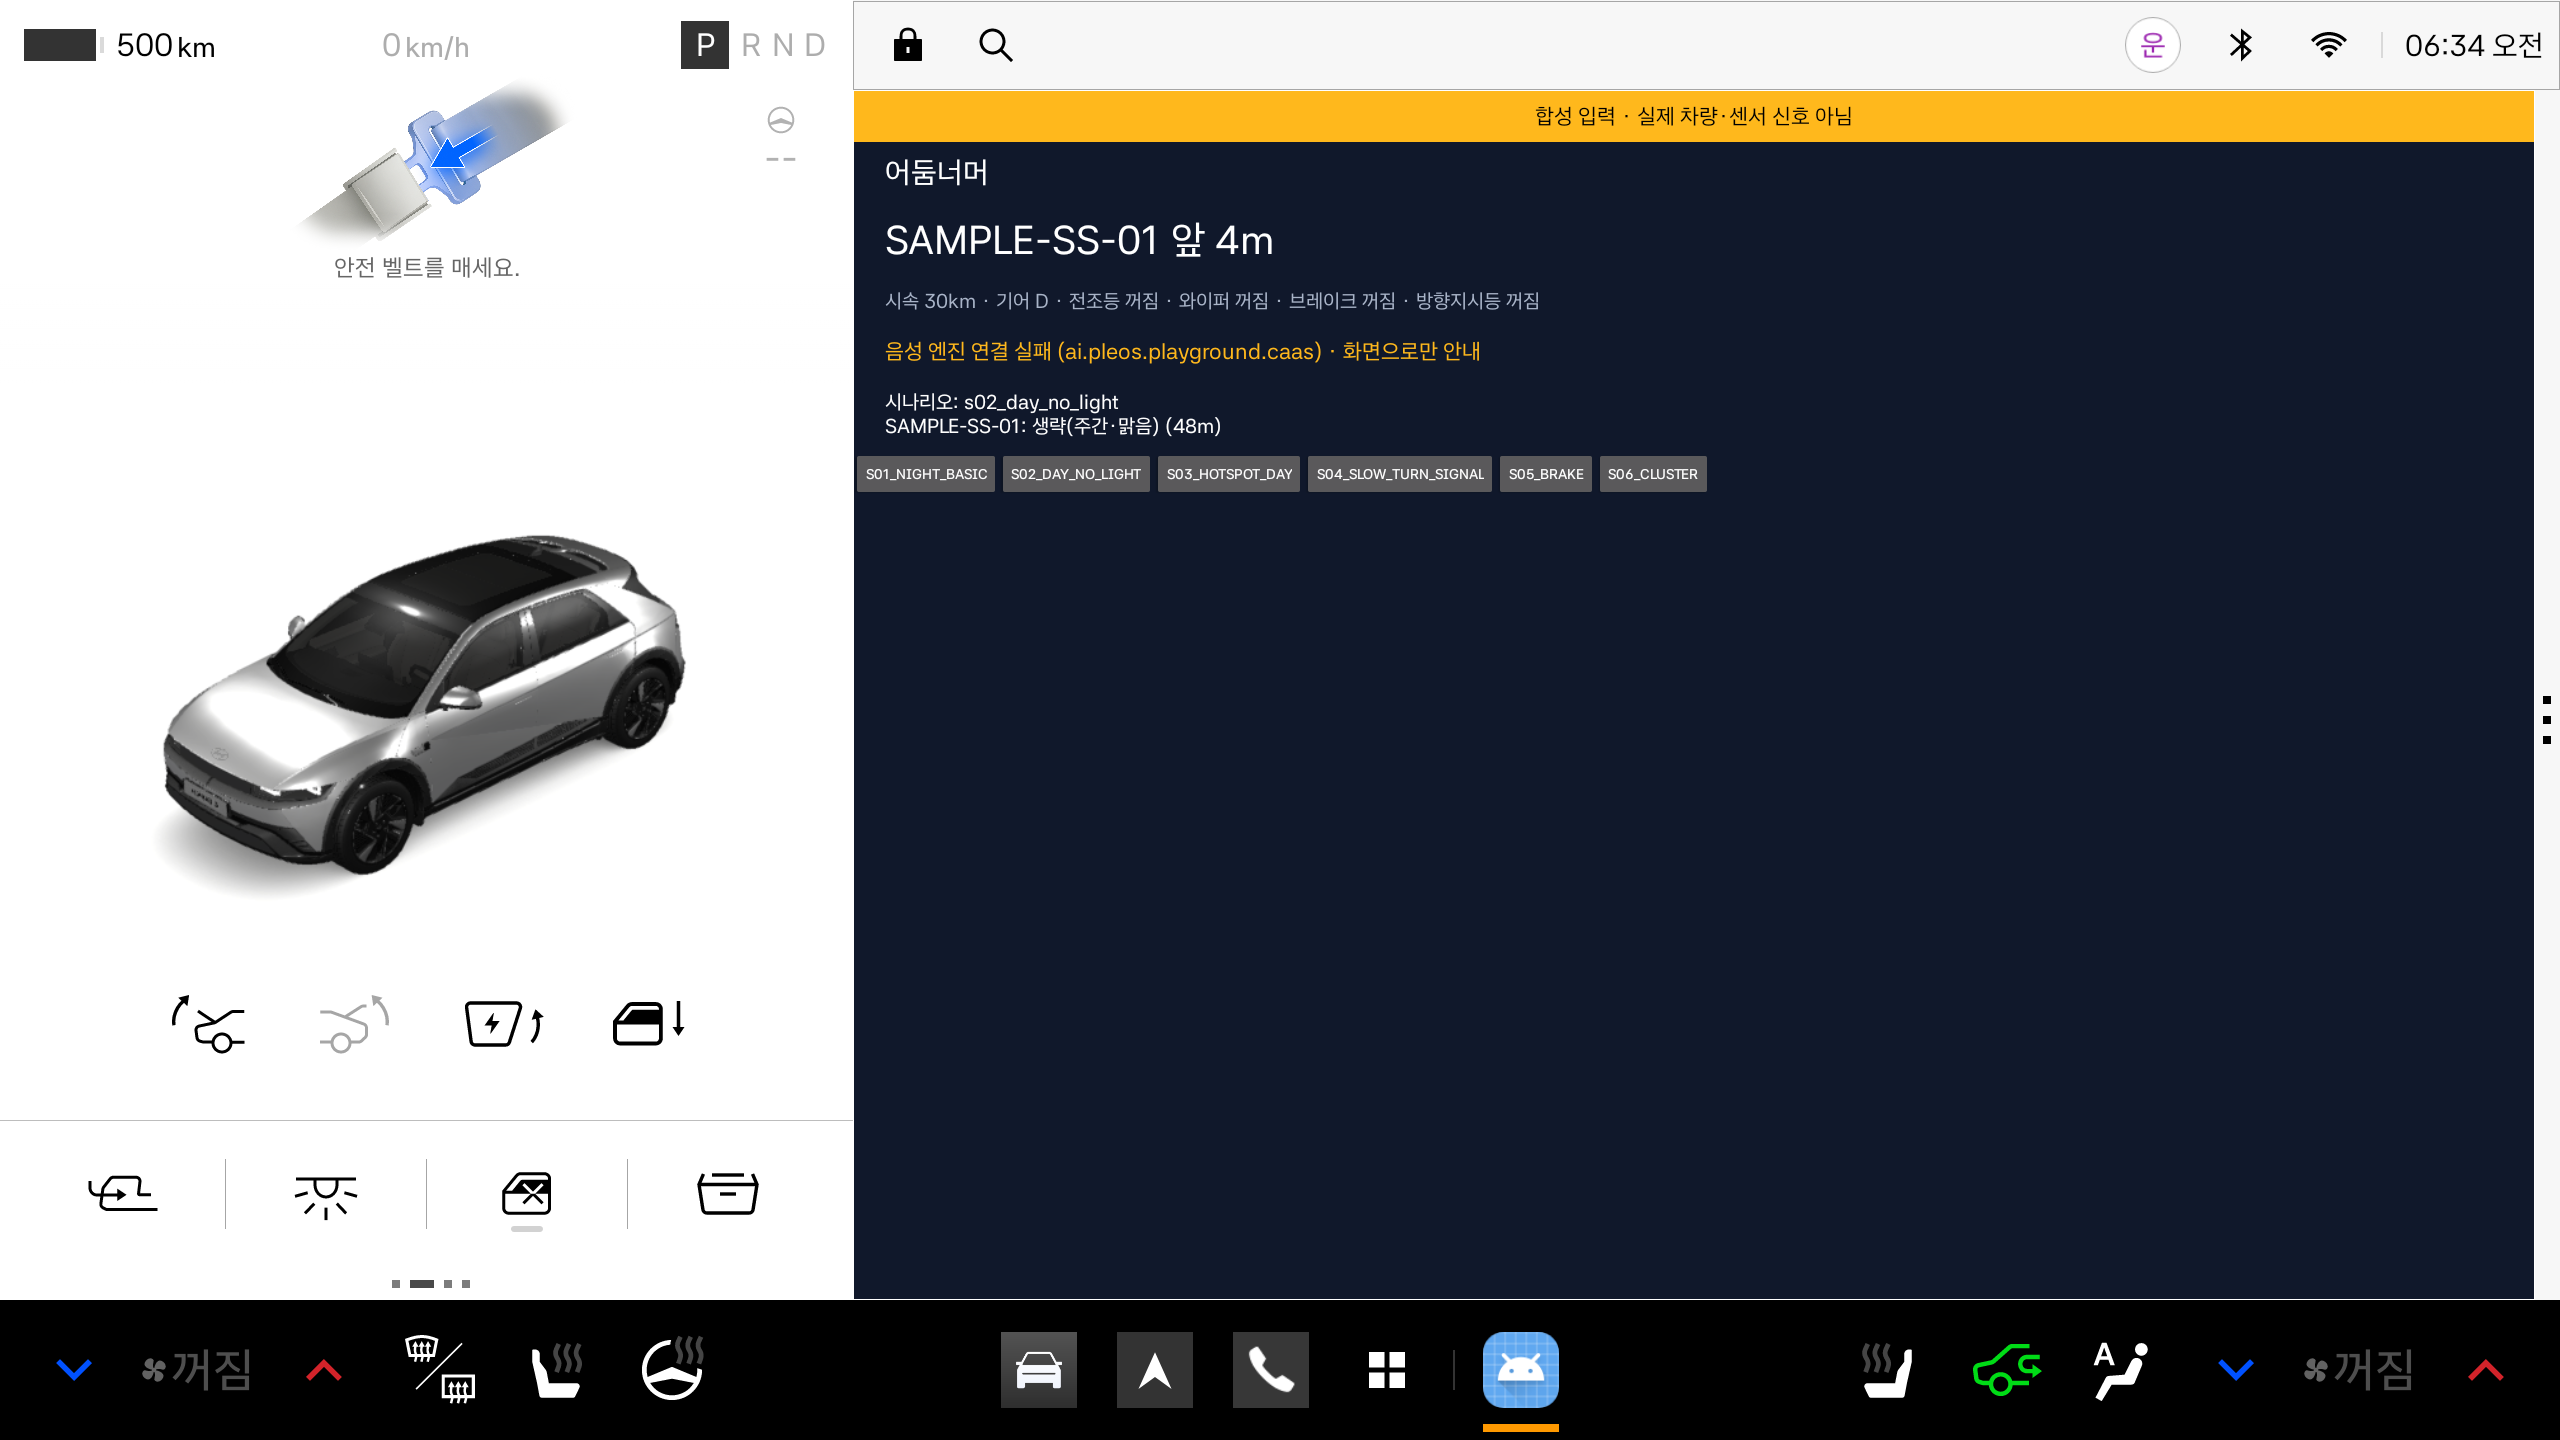 500 km
0 km/h
P R N D
안전 벨트를 매세요.
운
06:34 오전
합성 입력 · 실제 차량·센서 신호 아님
어둠너머
SAMPLE-SS-01 앞 4m
시속 30km · 기어 D · 전조등 꺼짐 · 와이퍼 꺼짐 · 브레이크 꺼짐 · 방향지시등 꺼짐
음성 엔진 연결 실패 (ai.pleos.playground.caas) · 화면으로만 안내
시나리오: s02_day_no_light
SAMPLE-SS-01: 생략(주간·맑음) (48m)
S01_NIGHT_BASIC
S02_DAY_NO_LIGHT
S03_HOTSPOT_DAY
S04_SLOW_TURN_SIGNAL
S05_BRAKE
S06_CLUSTER
꺼짐
A
꺼짐